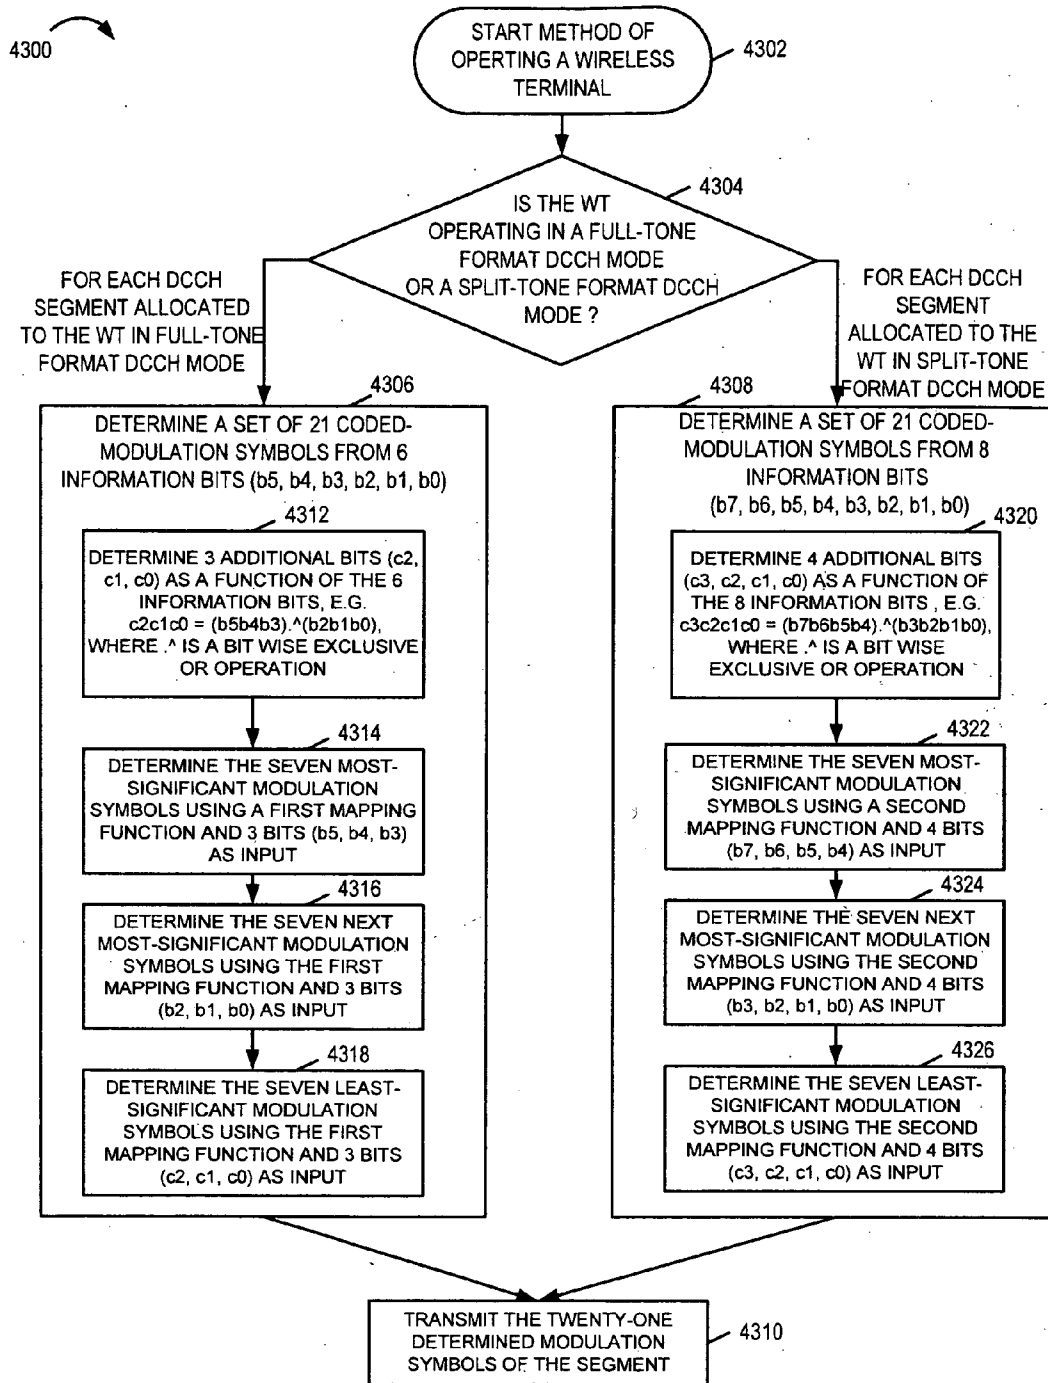 4300
START METHOD OF
OPERTING A WIRELESS
TERMINAL
4302
4304
IS THE WT
OPERATING IN A FULL-TONE
FORMAT DCCH MODE
OR A SPLIT-TONE FORMAT DCCH
MODE ?
FOR EACH DCCH
SEGMENT ALLOCATED
TO THE WT IN FULL-TONE
FORMAT DCCH MODE
FOR EACH DCCH
SEGMENT
ALLOCATED TO THE
WT IN SPLIT-TONE
FORMAT DCCH MODE
4306
DETERMINE A SET OF 21 CODED-
MODULATION SYMBOLS FROM 6
INFORMATION BITS (b5, b4, b3, b2, b1, b0)
4312
DETERMINE 3 ADDITIONAL BITS (c2,
c1, c0) AS A FUNCTION OF THE 6
INFORMATION BITS, E.G.
c2c1c0 = (b5b4b3).^(b2b1b0),
WHERE .^ IS A BIT WISE EXCLUSIVE
OR OPERATION
4314
DETERMINE THE SEVEN MOST-
SIGNIFICANT MODULATION
SYMBOLS USING A FIRST MAPPING
FUNCTION AND 3 BITS (b5, b4, b3)
AS INPUT
4316
DETERMINE THE SEVEN NEXT
MOST-SIGNIFICANT MODULATION
SYMBOLS USING THE FIRST
MAPPING FUNCTION AND 3 BITS
(b2, b1, b0) AS INPUT
4318
DETERMINE THE SEVEN LEAST-
SIGNIFICANT MODULATION
SYMBOLS USING THE FIRST
MAPPING FUNCTION AND 3 BITS
(c2, c1, c0) AS INPUT
4308
DETERMINE A SET OF 21 CODED-
MODULATION SYMBOLS FROM 8
INFORMATION BITS
(b7, b6, b5, b4, b3, b2, b1, b0)
4320
DETERMINE 4 ADDITIONAL BITS
(c3, c2, c1, c0) AS A FUNCTION OF
THE 8 INFORMATION BITS , E.G.
c3c2c1c0 = (b7b6b5b4).^(b3b2b1b0),
WHERE .^ IS A BIT WISE
EXCLUSIVE OR OPERATION
4322
DETERMINE THE SEVEN MOST-
SIGNIFICANT MODULATION
SYMBOLS USING A SECOND
MAPPING FUNCTION AND 4 BITS
(b7, b6, b5, b4) AS INPUT
4324
DETERMINE THE SEVEN NEXT
MOST-SIGNIFICANT MODULATION
SYMBOLS USING THE SECOND
MAPPING FUNCTION AND 4 BITS
(b3, b2, b1, b0) AS INPUT
4326
DETERMINE THE SEVEN LEAST-
SIGNIFICANT MODULATION
SYMBOLS USING THE SECOND
MAPPING FUNCTION AND 4 BITS
(c3, c2, c1, c0) AS INPUT
TRANSMIT THE TWENTY-ONE
DETERMINED MODULATION
SYMBOLS OF THE SEGMENT
4310